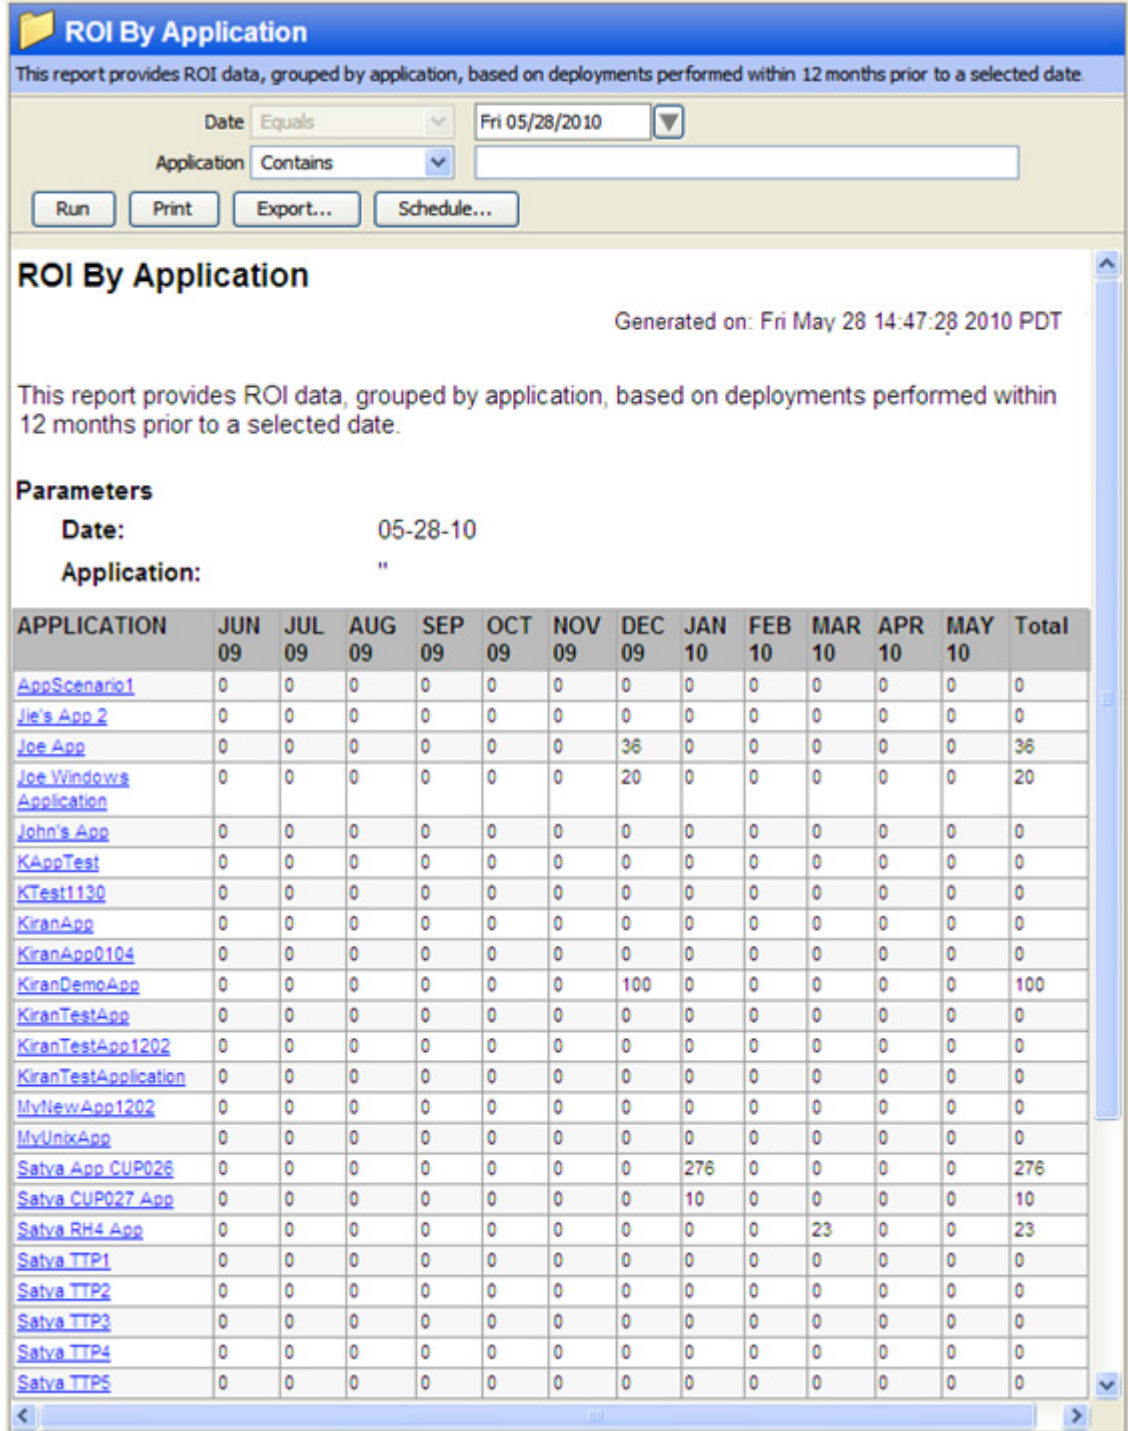 ROI By Application
This report provides ROI data, grouped by application, based on deployments performed within 12 months prior to a selected date.
Date Equals Fri 05/28/2010
Application Contains
Run Print Export... Schedule...
ROI By Application
Generated on: Fri May 28 14:47:28 2010 PDT
This report provides ROI data, grouped by application, based on deployments performed within
12 months prior to a selected date.
Parameters
Date: 05-28-10
Application: "
APPLICATION JUN JUL AUG SEP OCT NOV DEC JAN FEB MAR APR MAY Total
09 09 09 09 09 09 09 10 10 10 10 10
AppScenario1 0 0 0 0 0 0 0 0 0 0 0 0 0
Jie's App 2 0 0 0 0 0 0 0 0 0 0 0 0 0
Joe App 0 0 0 0 0 0 36 0 0 0 0 0 36
Joe Windows 0 0 0 0 0 0 20 0 0 0 0 0 20
Application
John's App 0 0 0 0 0 0 0 0 0 0 0 0 0
KAppTest 0 0 0 0 0 0 0 0 0 0 0 0 0
KTest1130 0 0 0 0 0 0 0 0 0 0 0 0 0
KiranApp 0 0 0 0 0 0 0 0 0 0 0 0 0
KiranApp0104 0 0 0 0 0 0 0 0 0 0 0 0 0
KiranDemoApp 0 0 0 0 0 0 100 0 0 0 0 0 100
KiranTestApp 0 0 0 0 0 0 0 0 0 0 0 0 0
KiranTestApp1202 0 0 0 0 0 0 0 0 0 0 0 0 0
KiranTestApplication 0 0 0 0 0 0 0 0 0 0 0 0 0
MyNewApp1202 0 0 0 0 0 0 0 0 0 0 0 0 0
MyUnixApp 0 0 0 0 0 0 0 0 0 0 0 0 0
Satya App CUP026 0 0 0 0 0 0 0 276 0 0 0 0 276
Satya CUP027 App 0 0 0 0 0 0 0 10 0 0 0 0 10
Satya RH4 App 0 0 0 0 0 0 0 0 0 23 0 0 23
Satya TTP1 0 0 0 0 0 0 0 0 0 0 0 0 0
Satya TTP2 0 0 0 0 0 0 0 0 0 0 0 0 0
Satya TTP3 0 0 0 0 0 0 0 0 0 0 0 0 0
Satya TTP4 0 0 0 0 0 0 0 0 0 0 0 0 0
Satya TTP5 0 0 0 0 0 0 0 0 0 0 0 0 0